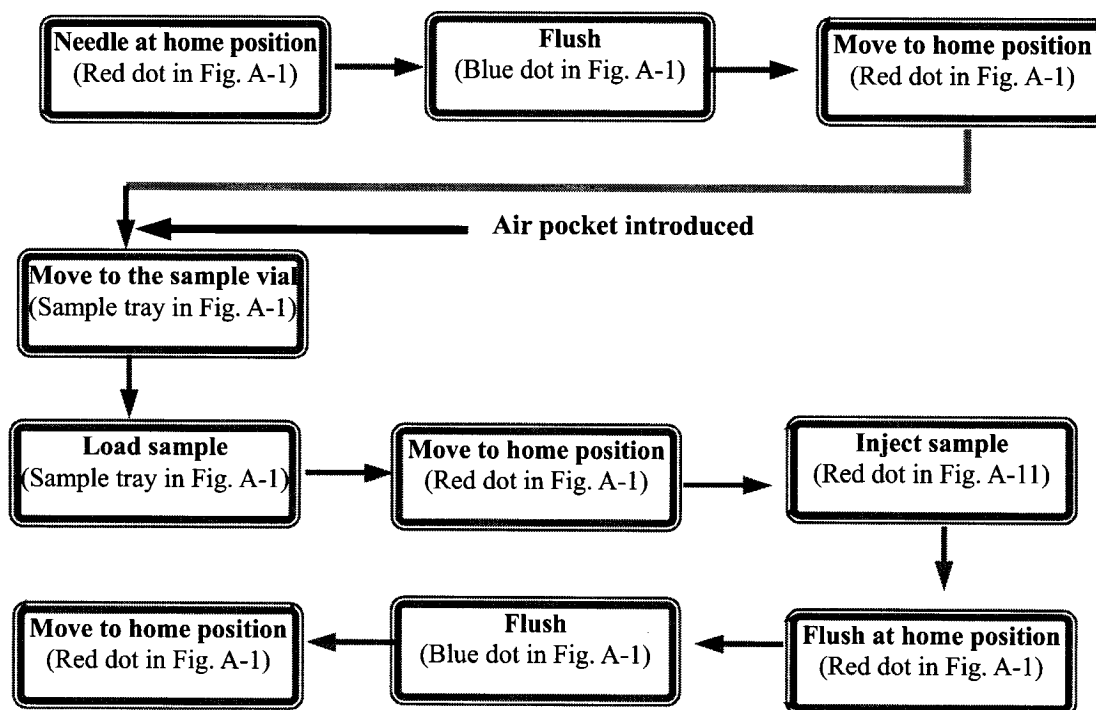 Needle at home position
(Red dot in Fig. A-1)
Flush
(Blue dot in Fig. A-1)
Move to home position
(Red dot in Fig. A-1)
Air pocket introduced
Move to the sample vial
(Sample tray in Fig. A-1)
Load sample
(Sample tray in Fig. A-1)
Move to home position
(Red dot in Fig. A-1)
Inject sample
(Red dot in Fig. A-11)
Flush at home position
(Red dot in Fig. A-1)
Flush
(Blue dot in Fig. A-1)
Move to home position
(Red dot in Fig. A-1)